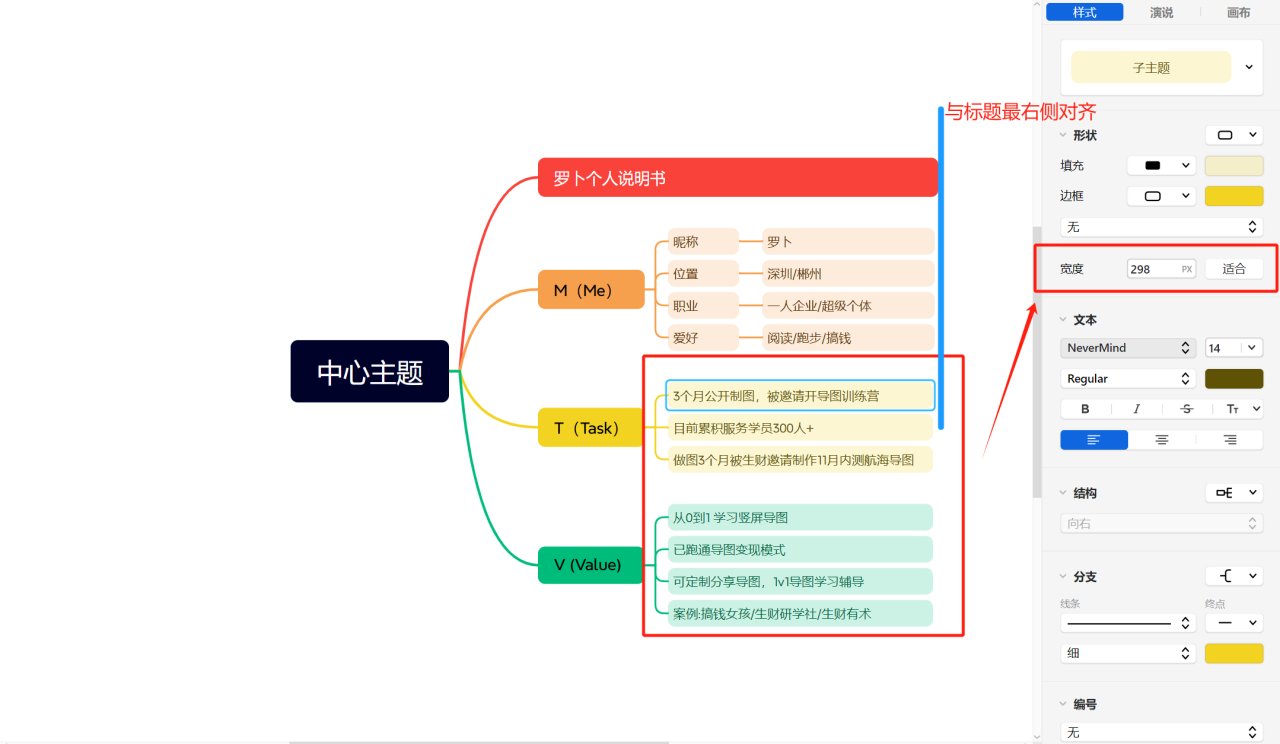 样式
演说
画布
子主题
与标题最右侧对齐
形状
填充
边框
无
宽度
298
PX
适合
文本
NeverMind
14
Regular
B
I
S
TT
结构
向右
分支
线条
终点
细
编号
无
罗卜个人说明书
M（Me）
昵称
罗卜
位置
深圳/郴州
职业
一人企业/超级个体
爱好
阅读/跑步/搞钱
中心主题
T（Task）
3个月公开制图，被邀请开导图训练营
目前累积服务学员300人+
做图3个月被生财邀请制作11月内测航海导图
V (Value)
从0到1 学习竖屏导图
已跑通导图变现模式
可定制分享导图，1v1导图学习辅导
案例:搞钱女孩/生财研学社/生财有术